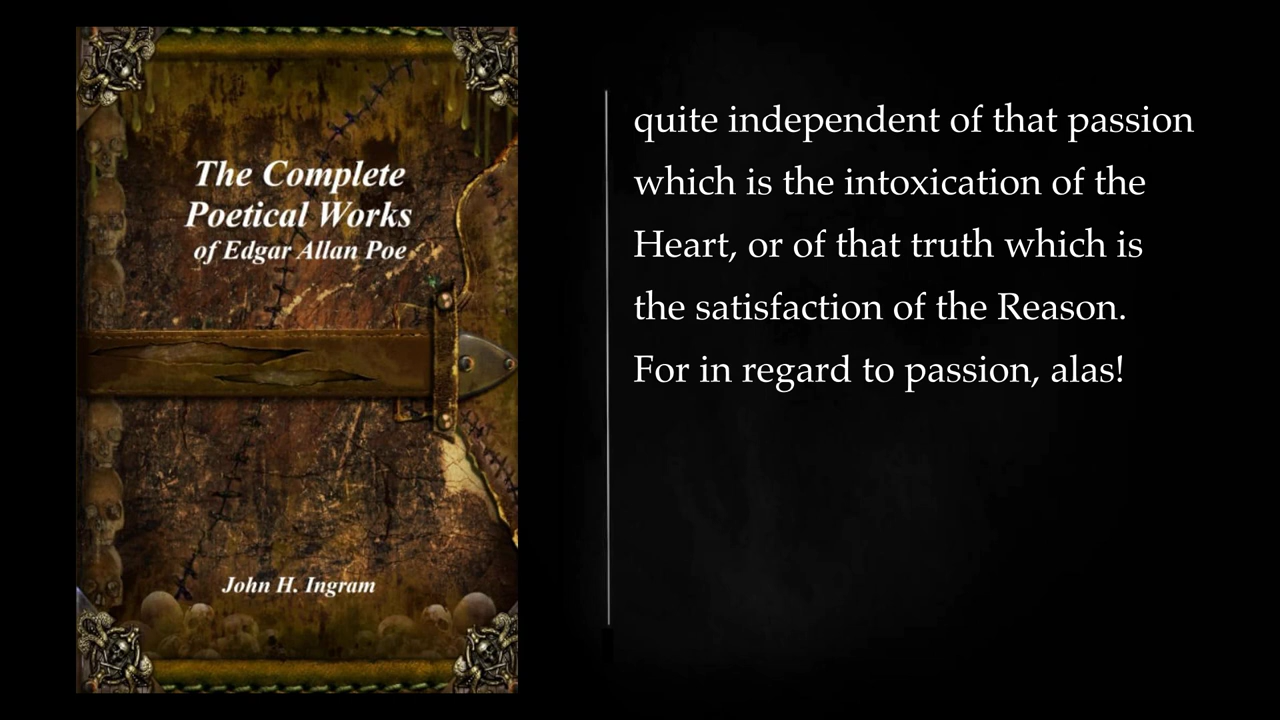 The Complete
Poetical Works
of Edgar Allan Poe
John H. Ingram
quite independent of that passion
which is the intoxication of the
Heart, or of that truth which is
the satisfaction of the Reason.
For in regard to passion, alas!